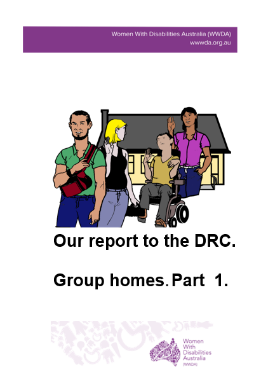 Women With Disabilities Australia (WWDA)
wwda.org.au
Our report to the DRC.
Group homes. Part 1.
Women
With
Disabilities
Australia